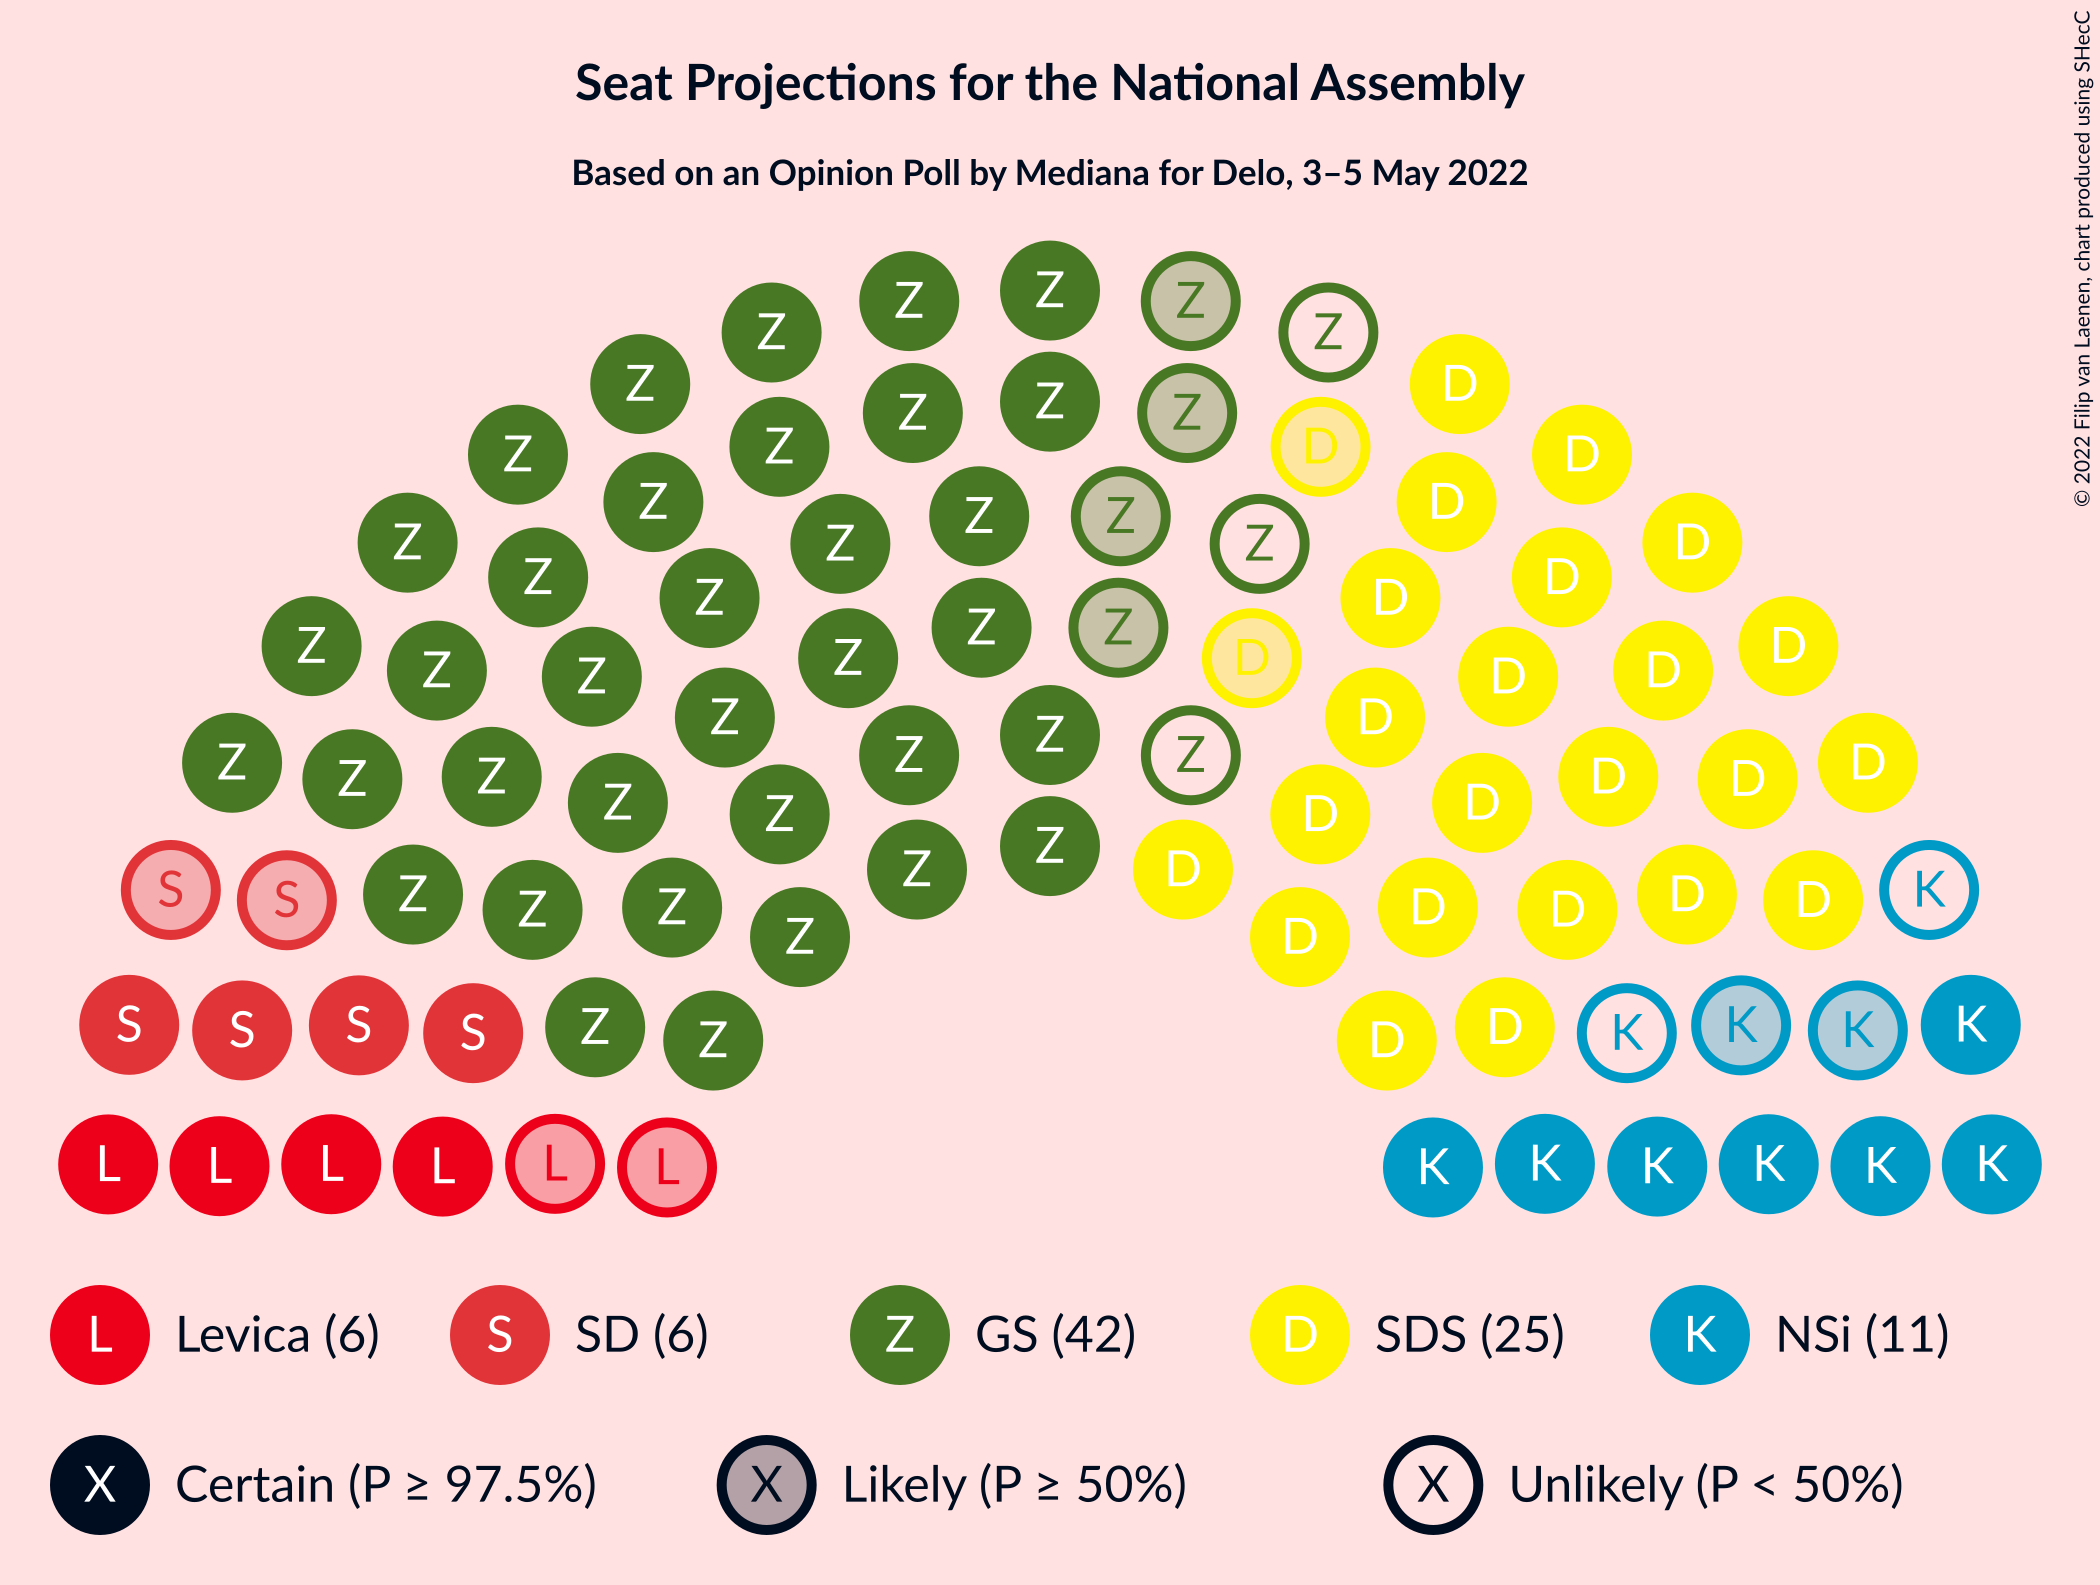 Seat Projections for the National Assembly
Based on an Opinion Poll by Mediana for Delo, 3–5 May 2022
© 2022 Filip van Laenen, chart produced using SHecC
Z Z Z Z Z
Z Z D
Z Z Z D
Z D
Z Z D D
Z Z Z Z
Z Z D D
Z Z D D
Z Z Z D
Z Z D D
Z Z D D
Z Z D D
Z Z Z
Z Z Z D D D
Z Z D D
Z Z D
S S Z Z Z Z D D D D D D K
S S S S Z Z D D K K K K
L L L L L L K K K K K K
L Levica (6) S SD (6) Z GS (42) D SDS (25) K NSi (11)
X Certain (P ≥ 97.5%) X Likely (P ≥ 50%) X Unlikely (P < 50%)